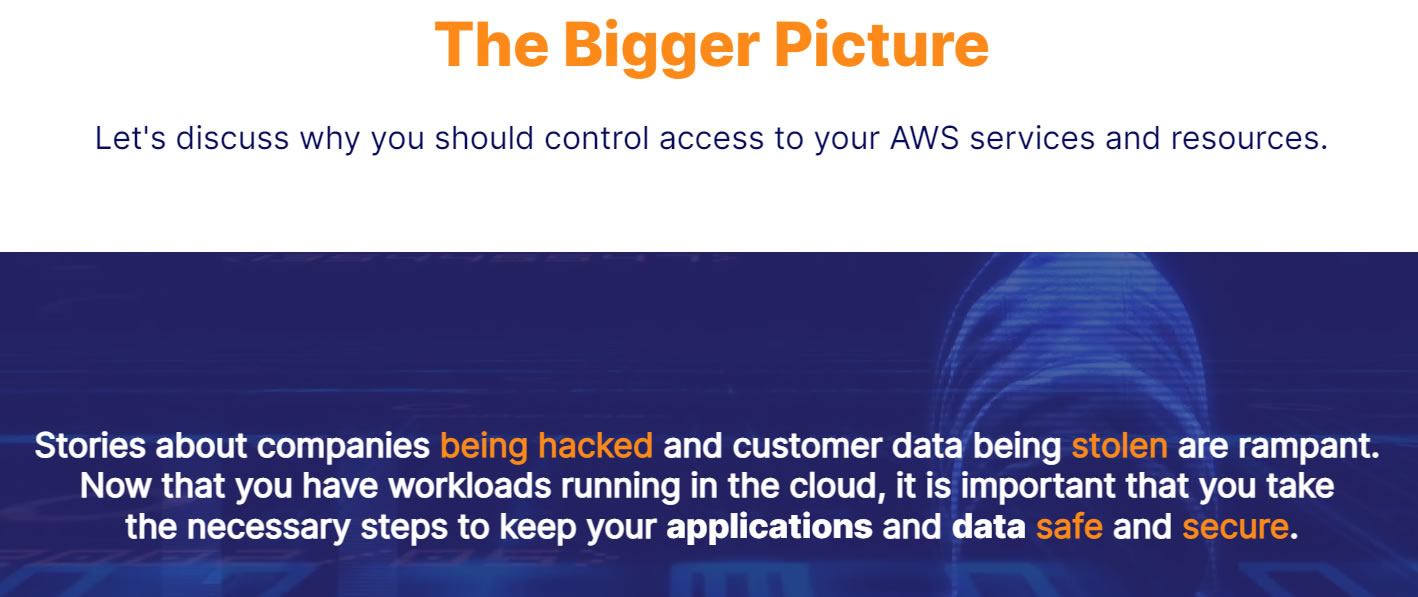 The Bigger Picture
Let's discuss why you should control access to your AWS services and resources.
Stories about companies being hacked and customer data being stolen are rampant.
Now that you have workloads running in the cloud, it is important that you take
the necessary steps to keep your applications and data safe and secure.